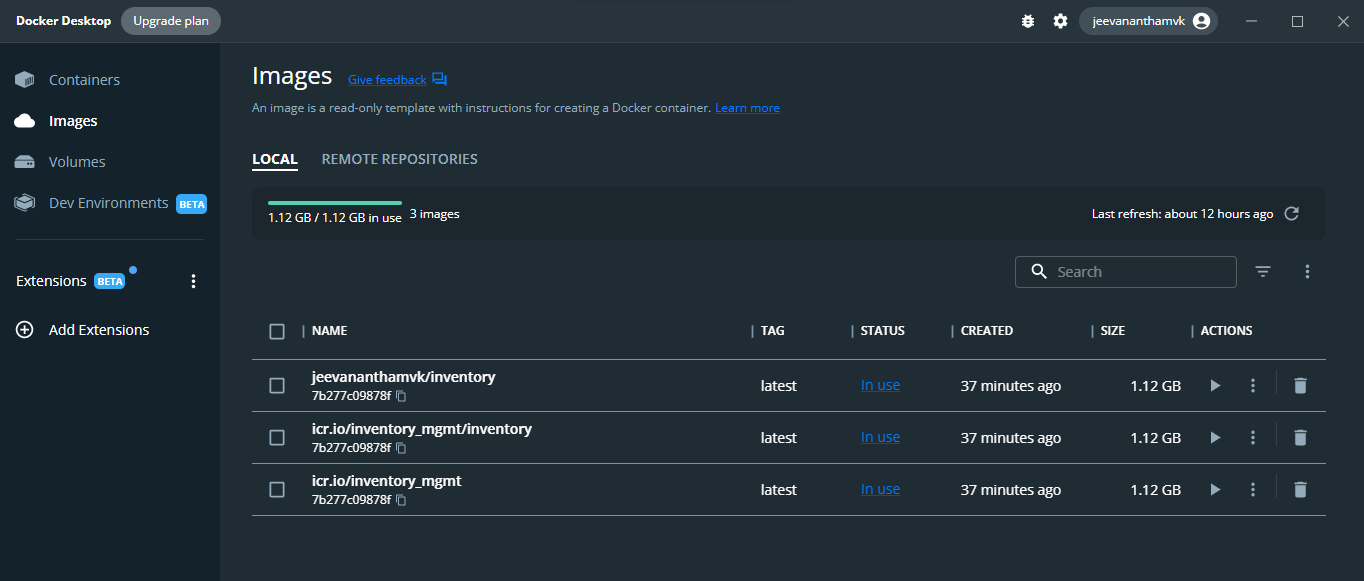 Docker Desktop Upgrade plan jeevananthamvk
Containers
Images
Volumes
Dev Environments BETA
Extensions BETA
Add Extensions
Images Give feedback
An image is a read-only template with instructions for creating a Docker container. Learn more
LOCAL REMOTE REPOSITORIES
1.12 GB / 1.12 GB in use 3 images Last refresh: about 12 hours ago
Search
NAME TAG STATUS CREATED SIZE ACTIONS
jeevananthamvk/inventory
7b277c09878f latest In use 37 minutes ago 1.12 GB
icr.io/inventory_mgmt/inventory
7b277c09878f latest In use 37 minutes ago 1.12 GB
icr.io/inventory_mgmt
7b277c09878f latest In use 37 minutes ago 1.12 GB